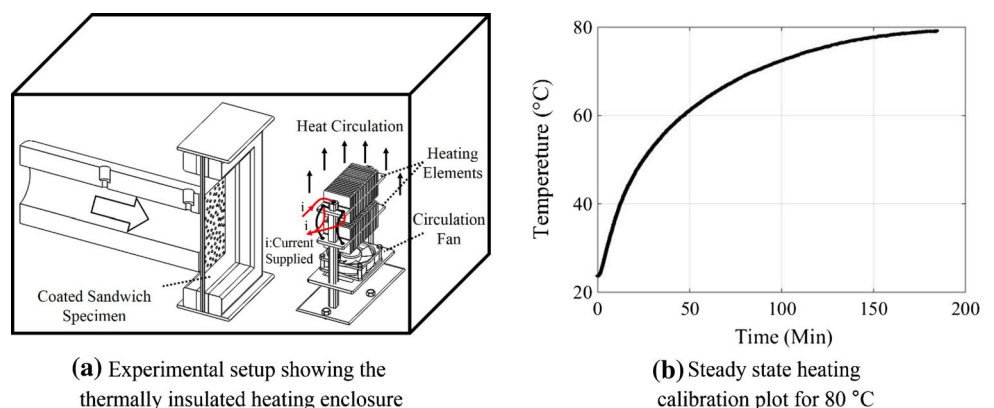 Heat Circulation
Heating
Elements
Circulation
Fan
i
i
i:Current
Supplied
Coated Sandwich
Specimen
(a) Experimental setup showing the
thermally insulated heating enclosure
80
60
40
20
0
50
100
150
200
Tempereture (°C)
Time (Min)
(b) Steady state heating
calibration plot for 80 °C